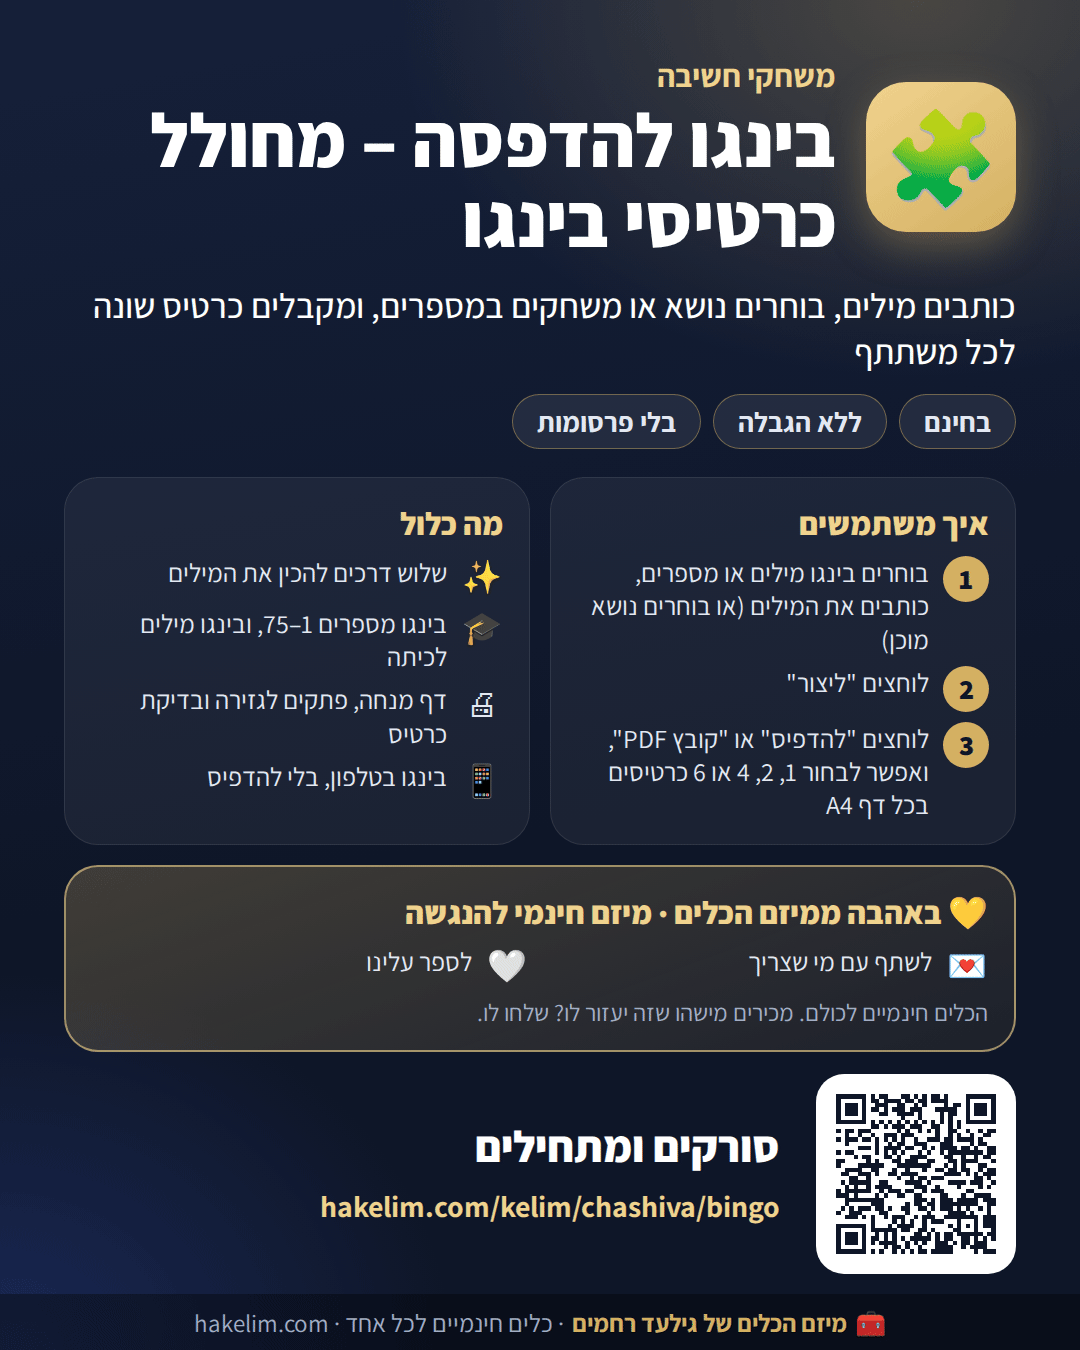 משחקי חשיבה
בינגו להדפסה – מחולל
כרטיסי בינגו
כותבים מילים, בוחרים נושא או משחקים במספרים, ומקבלים כרטיס שונה
לכל משתתף
בחינם
ללא הגבלה
בלי פרסומות
איך משתמשים
1
בוחרים בינגו מילים או מספרים,
כותבים את המילים (או בוחרים נושא
מוכן)
2
לוחצים "ליצור"
3
לוחצים "להדפיס" או "קובץ PDF",
ואפשר לבחור 1, 2, 4 או 6 כרטיסים
בכל דף A4
מה כלול
שלוש דרכים להכין את המילים
בינגו מספרים 1–75, ובינגו מילים
לכיתה
דף מנחה, פתקים לגזירה ובדיקת
כרטיס
בינגו בטלפון, בלי להדפיס
באהבה ממיזם הכלים · מיזם חינמי להנגשה
לשתף עם מי שצריך
לספר עלינו
הכלים חינמיים לכולם. מכירים מישהו שזה יעזור לו? שלחו לו.
סורקים ומתחילים
hakelim.com/kelim/chashiva/bingo
מיזם הכלים של גילעד רחמים · כלים חינמיים לכל אחד · hakelim.com